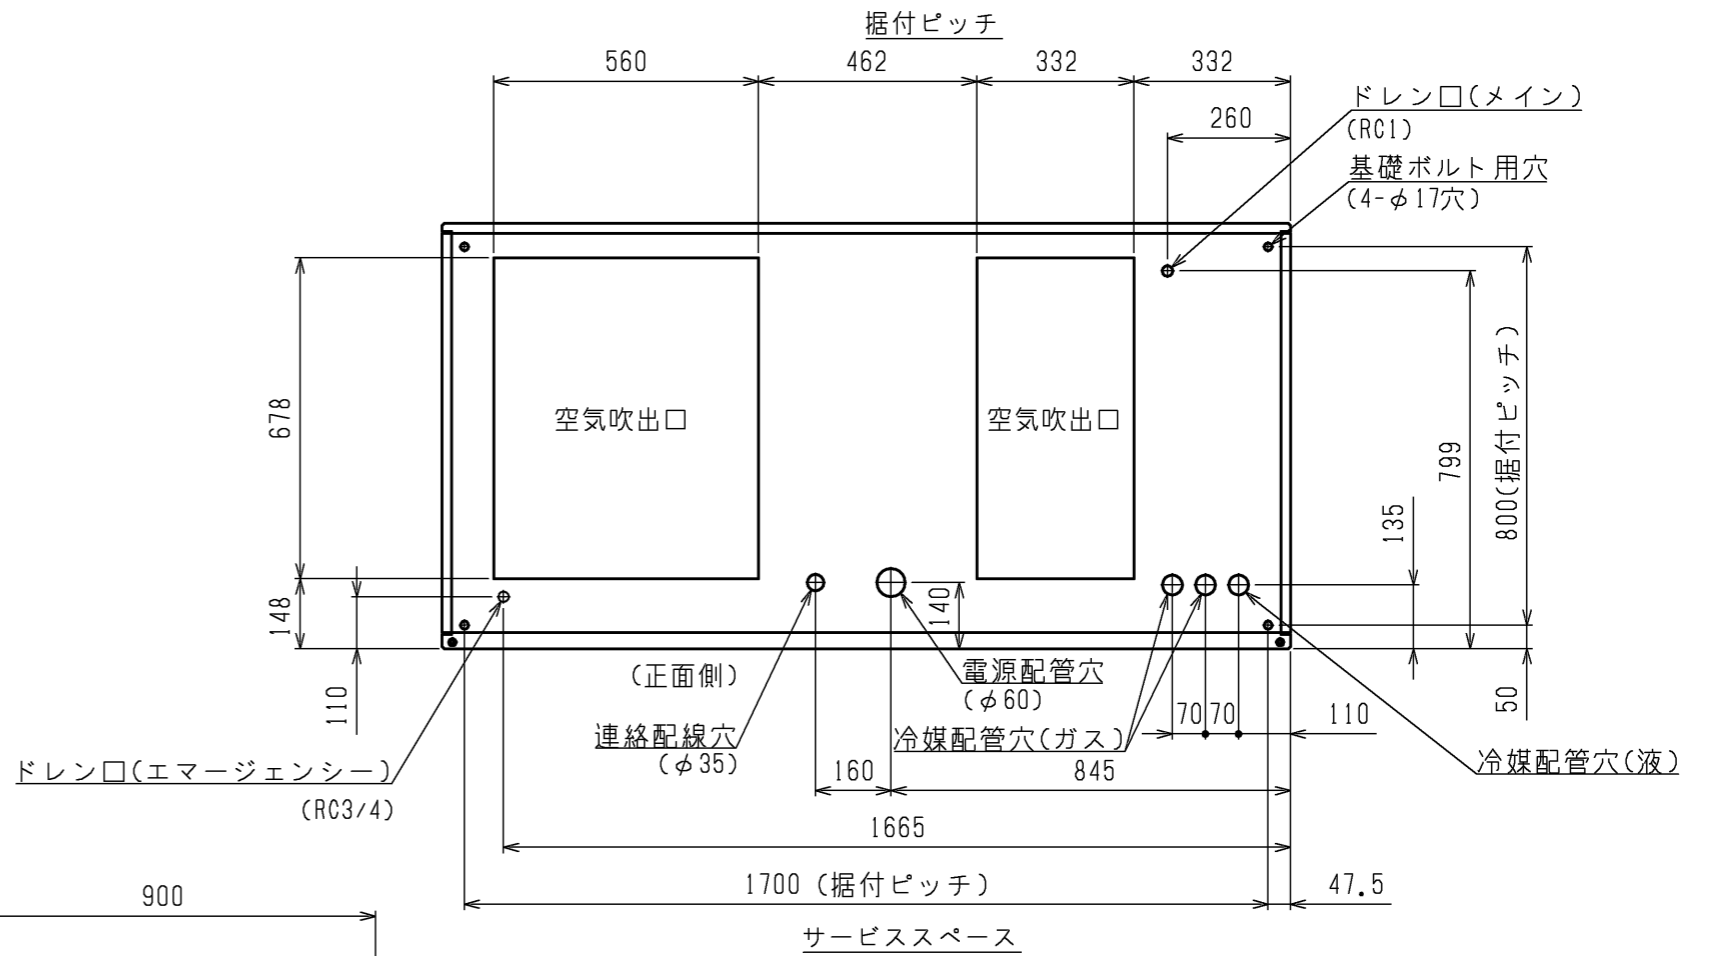 据付ピッチ
560
462
332
332
ドレン口(メイン)
(RC1)
260
基礎ボルト用穴
(4-φ17穴)
678
空気吹出口
空気吹出口
799
800(据付ピッチ)
135
148
110
140
50
(正面側)
電源配管穴
(φ60)
連絡配線穴
(φ35)
冷媒配管穴(ガス)
70
70
110
冷媒配管穴(液)
ドレン口(エマージェンシー)
(RC3/4)
160
845
1665
1700 (据付ピッチ)
47.5
900
サービススペース